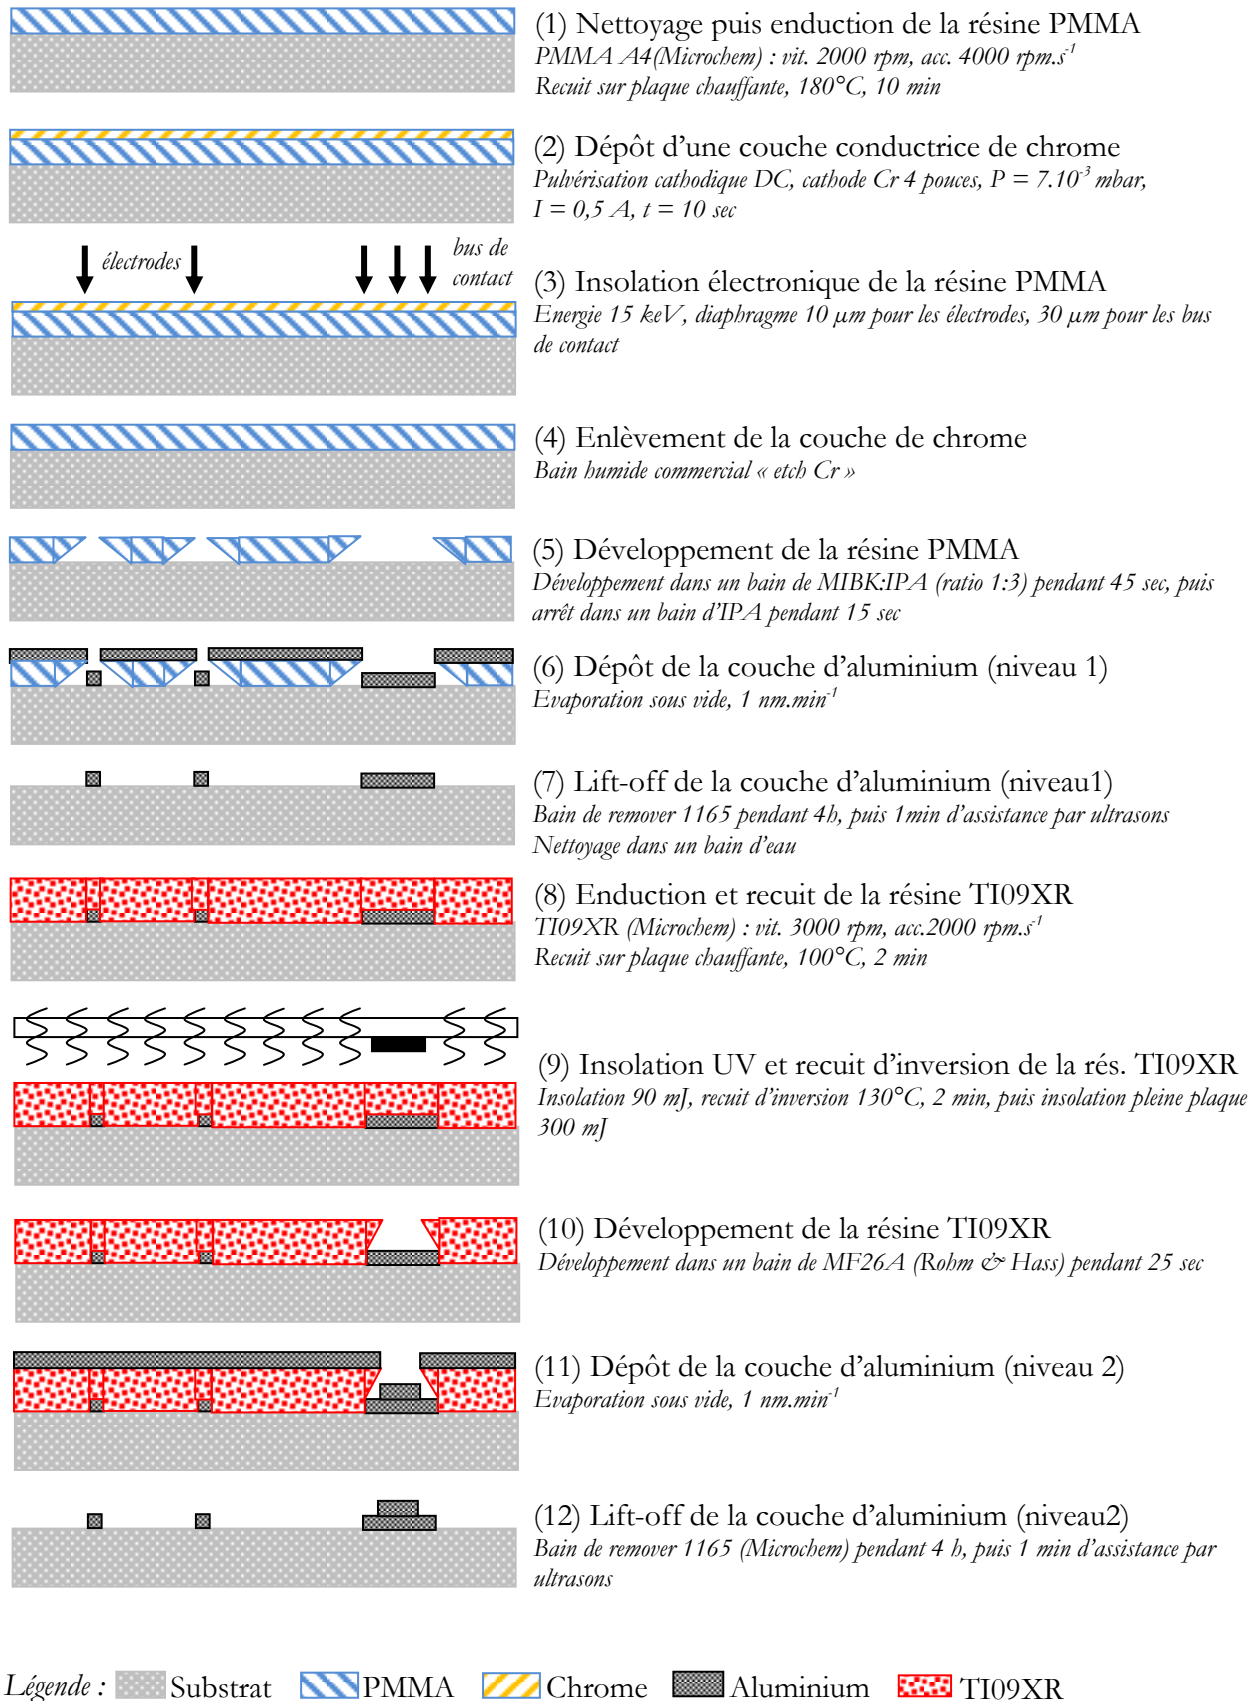 (1) Nettoyage puis enduction de la résine PMMA
PMMA A4(Microchem) : vit. 2000 rpm, acc. 4000 rpm.s⁻¹
Recuit sur plaque chauffante, 180°C, 10 min
(2) Dépôt d'une couche conductrice de chrome
Pulvérisation cathodique DC, cathode Cr 4 pouces, P = 7.10⁻³ mbar,
I = 0,5 A, t = 10 sec
électrodes
bus de
contact
(3) Insolation électronique de la résine PMMA
Energie 15 keV, diaphragme 10 µm pour les électrodes, 30 µm pour les bus
de contact
(4) Enlèvement de la couche de chrome
Bain humide commercial « etch Cr »
(5) Développement de la résine PMMA
Développement dans un bain de MIBK:IPA (ratio 1:3) pendant 45 sec, puis
arrêt dans un bain d'IPA pendant 15 sec
(6) Dépôt de la couche d'aluminium (niveau 1)
Evaporation sous vide, 1 nm.min⁻¹
(7) Lift-off de la couche d'aluminium (niveau1)
Bain de remover 1165 pendant 4h, puis 1min d'assistance par ultrasons
Nettoyage dans un bain d'eau
(8) Enduction et recuit de la résine TI09XR
TI09XR (Microchem) : vit. 3000 rpm, acc.2000 rpm.s⁻¹
Recuit sur plaque chauffante, 100°C, 2 min
(9) Insolation UV et recuit d'inversion de la rés. TI09XR
Insolation 90 mJ, recuit d'inversion 130°C, 2 min, puis insolation pleine plaque
300 mJ
(10) Développement de la résine TI09XR
Développement dans un bain de MF26A (Rohm & Hass) pendant 25 sec
(11) Dépôt de la couche d'aluminium (niveau 2)
Evaporation sous vide, 1 nm.min⁻¹
(12) Lift-off de la couche d'aluminium (niveau2)
Bain de remover 1165 (Microchem) pendant 4 h, puis 1 min d'assistance par
ultrasons
Légende : Substrat PMMA Chrome Aluminium TI09XR